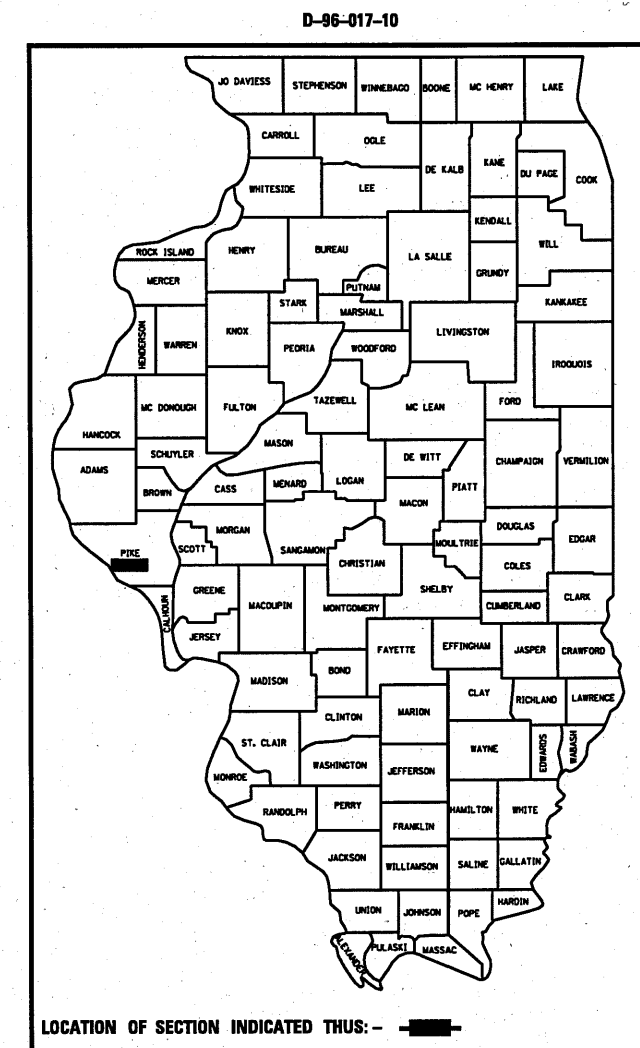 D-96-017-10
JO DAVIESS STEPHENSON WINNEBAGO BOONE MC HENRY LAKE
CARROLL OGLE
DE KALB KANE DU PAGE COOK
WHITESIDE LEE
KENDALL
ROCK ISLAND HENRY BUREAU LA SALLE WILL
MERCER PUTNAM GRUNDY
STARK MARSHALL KANKAKEE
HENDERSON WARREN KNOX PEORIA WOODFORD LIVINGSTON
IROQUOIS
HANCOCK MC DONOUGH FULTON TAZEWELL MC LEAN FORD
MASON
ADAMS SCHUYLER DE WITT CHAMPAIGN VERMILION
BROWN CASS MENARD LOGAN PIATT
MACON
PIKE SCOTT MORGAN SANGAMON CHRISTIAN MOULTRIE DOUGLAS EDGAR
COLES
CALHOUN GREENE MACOUPIN MONTGOMERY SHELBY CUMBERLAND CLARK
JERSEY
FAYETTE EFFINGHAM JASPER CRAWFORD
MADISON BOND
CLAY RICHLAND LAWRENCE
CLINTON MARION
ST. CLAIR WAYNE EDWARDS WABASH
MONROE WASHINGTON JEFFERSON
RANDOLPH PERRY HAMILTON WHITE
FRANKLIN
JACKSON WILLIAMSON SALINE GALLATIN
UNION JOHNSON POPE HARDIN
ALEXANDER PULASKI MASSAC
LOCATION OF SECTION INDICATED THUS: -